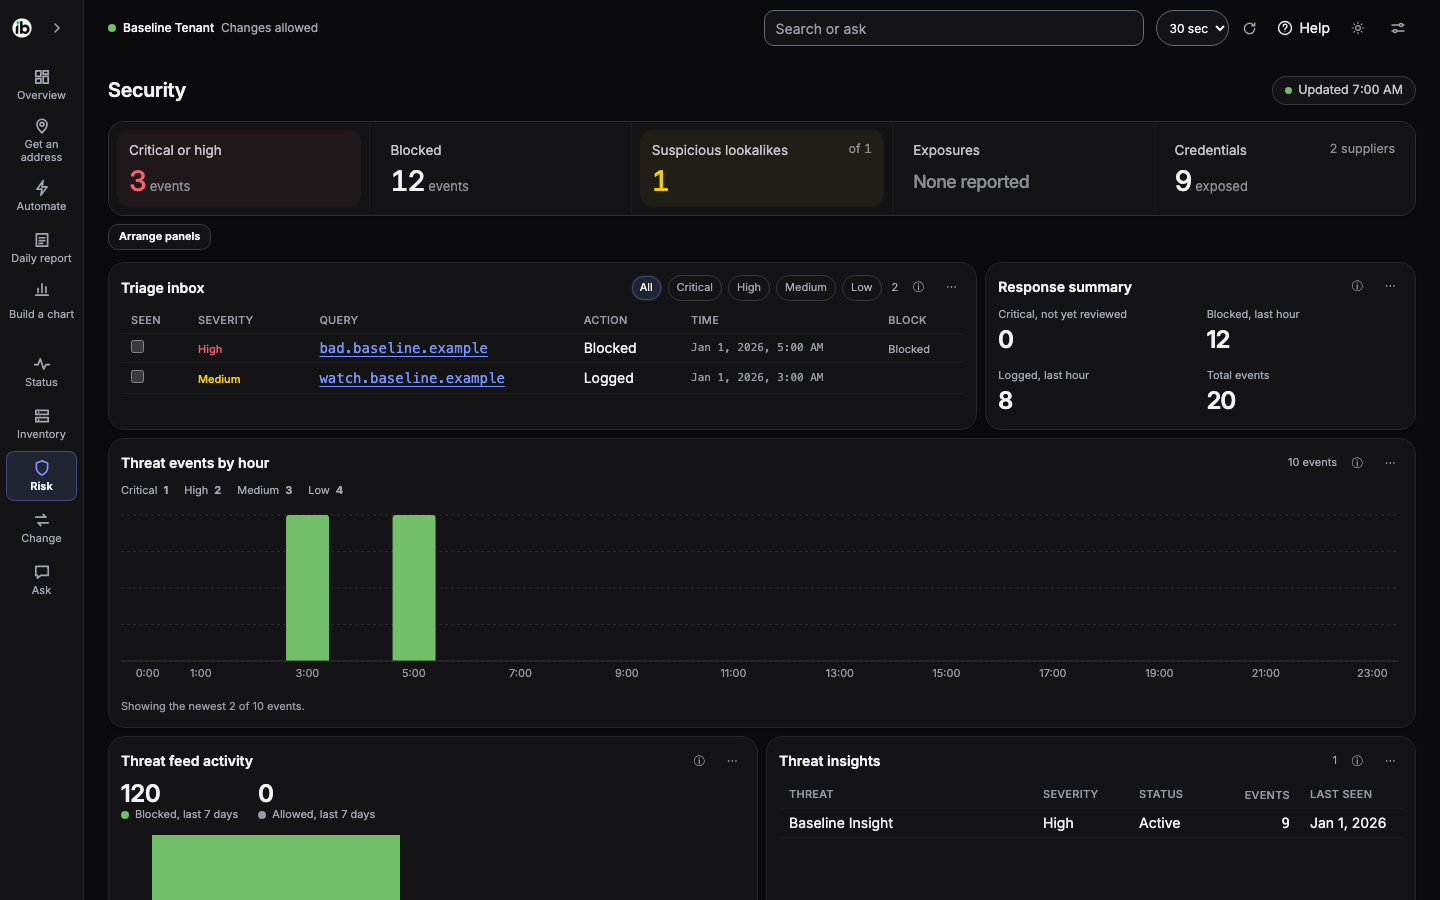 ib
Baseline Tenant Changes allowed
Search or ask
30 sec
Help
Overview
Get an
address
Automate
Daily report
Build a chart
Status
Inventory
Risk
Change
Ask
Security
Updated 7:00 AM
Critical or high
3 events
Blocked
12 events
Suspicious lookalikes of 1
1
Exposures
None reported
Credentials 2 suppliers
9 exposed
Arrange panels
Triage inbox
All Critical High Medium Low 2
SEEN SEVERITY QUERY ACTION TIME BLOCK
High bad.baseline.example Blocked Jan 1, 2026, 5:00 AM Blocked
Medium watch.baseline.example Logged Jan 1, 2026, 3:00 AM
Response summary
Critical, not yet reviewed
0
Blocked, last hour
12
Logged, last hour
8
Total events
20
Threat events by hour
10 events
Critical 1 High 2 Medium 3 Low 4
0:00 1:00 3:00 5:00 7:00 9:00 11:00 13:00 15:00 17:00 19:00 21:00 23:00
Showing the newest 2 of 10 events.
Threat feed activity
120
Blocked, last 7 days
0
Allowed, last 7 days
Threat insights
1
THREAT SEVERITY STATUS EVENTS LAST SEEN
Baseline Insight High Active 9 Jan 1, 2026